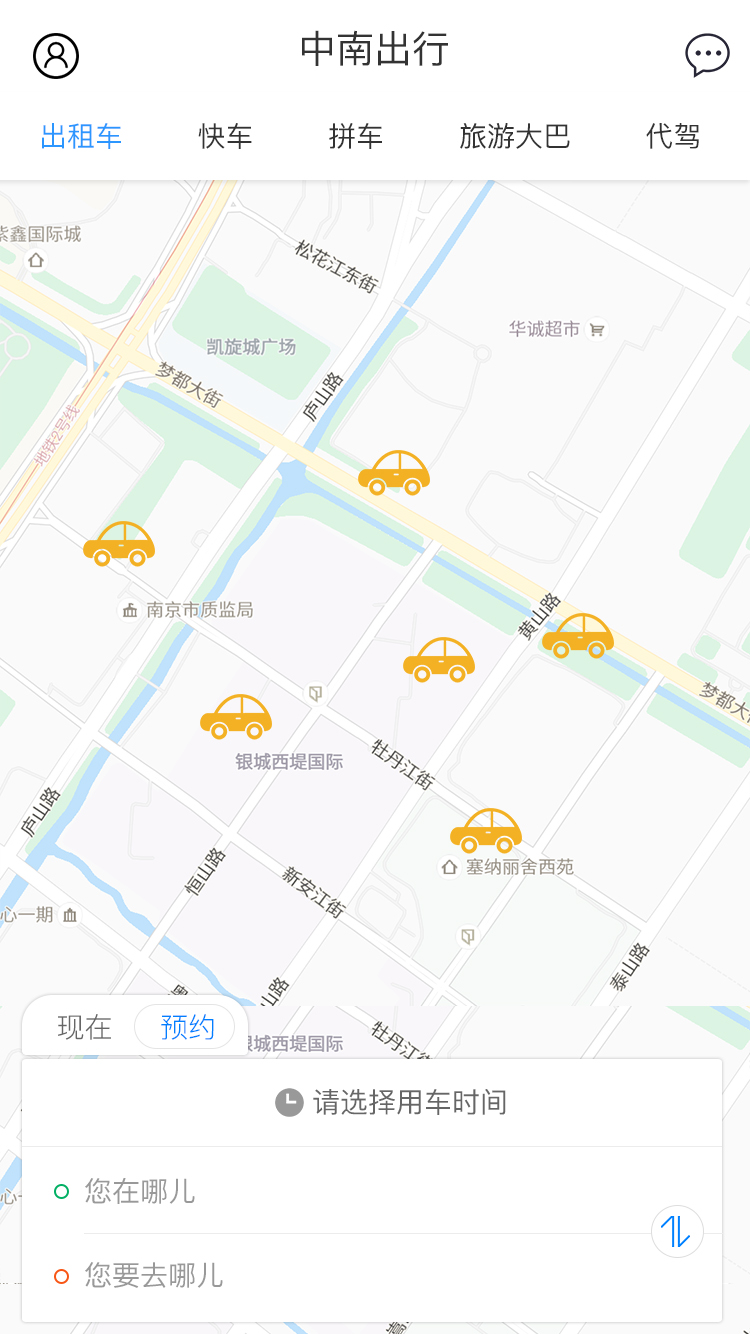 中南出行
出租车 快车 拼车 旅游大巴 代驾
紫鑫国际城
松花江东街
华诚超市
凯旋城广场
梦都大街
庐山路
地铁2号线
南京市质监局
黄山路
梦都大
银城西堤国际
牡丹江街
庐山路
塞纳丽舍西苑
恒山路
新安江街
心一期
泰山路
山路
现在 预约
城西堤国际
牡丹江
请选择用车时间
您在哪儿
心
您要去哪儿